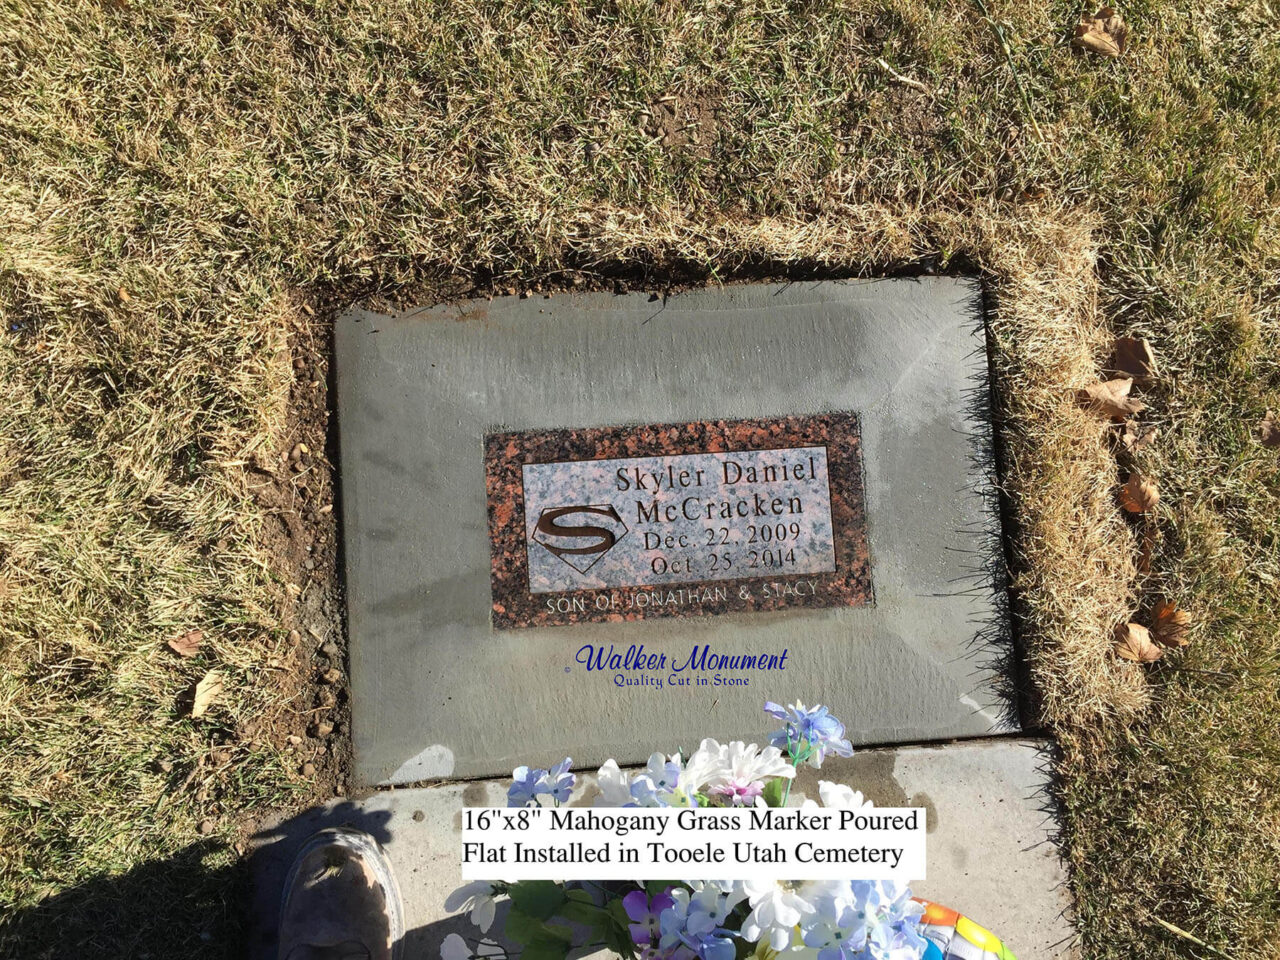 Skyler Daniel
McCracken
Dec. 22, 2009
Oct. 25, 2014
SON OF JONATHAN & STACY
© Walker Monument
Quality Cut in Stone
16"x8" Mahogany Grass Marker Poured
Flat Installed in Tooele Utah Cemetery